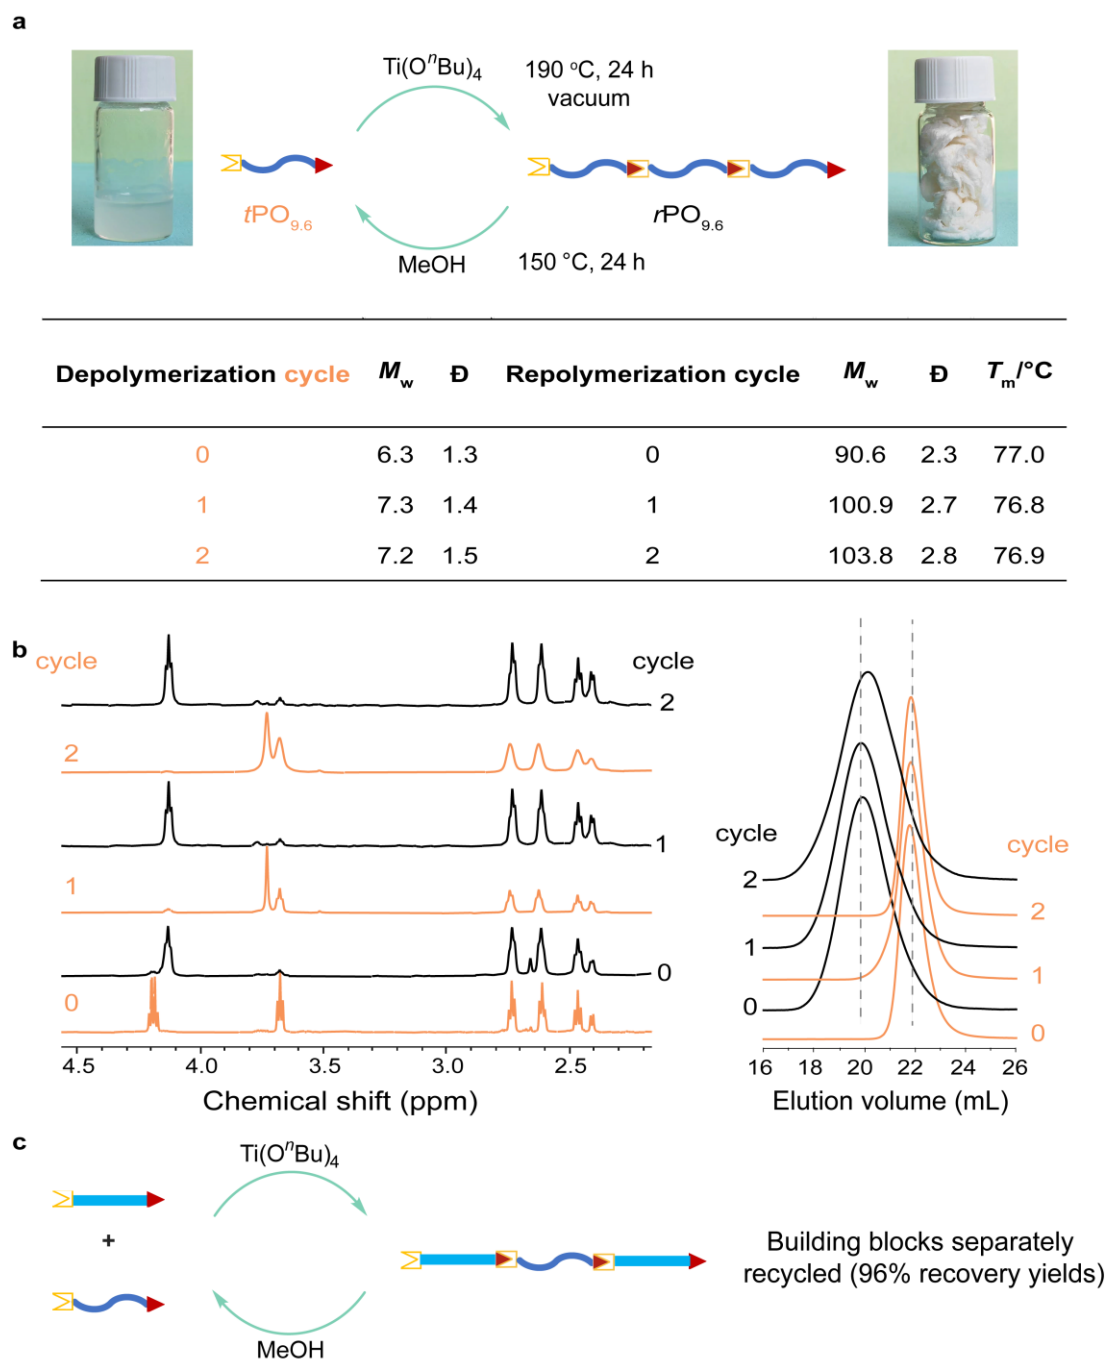 a
Ti(OⁿBu)₄
190 °C, 24 h
vacuum
tPO₉.₆
rPO₉.₆
MeOH
150 °C, 24 h
Depolymerization cycle Mw Đ Repolymerization cycle Mw Đ Tm/°C
0 6.3 1.3 0 90.6 2.3 77.0
1 7.3 1.4 1 100.9 2.7 76.8
2 7.2 1.5 2 103.8 2.8 76.9
b
cycle
2
1
0
cycle
2
1
0
4.5 4.0 3.5 3.0 2.5
Chemical shift (ppm)
cycle
2
1
0
cycle
2
1
0
16 18 20 22 24 26
Elution volume (mL)
c
Ti(OⁿBu)₄
+
MeOH
Building blocks separately
recycled (96% recovery yields)